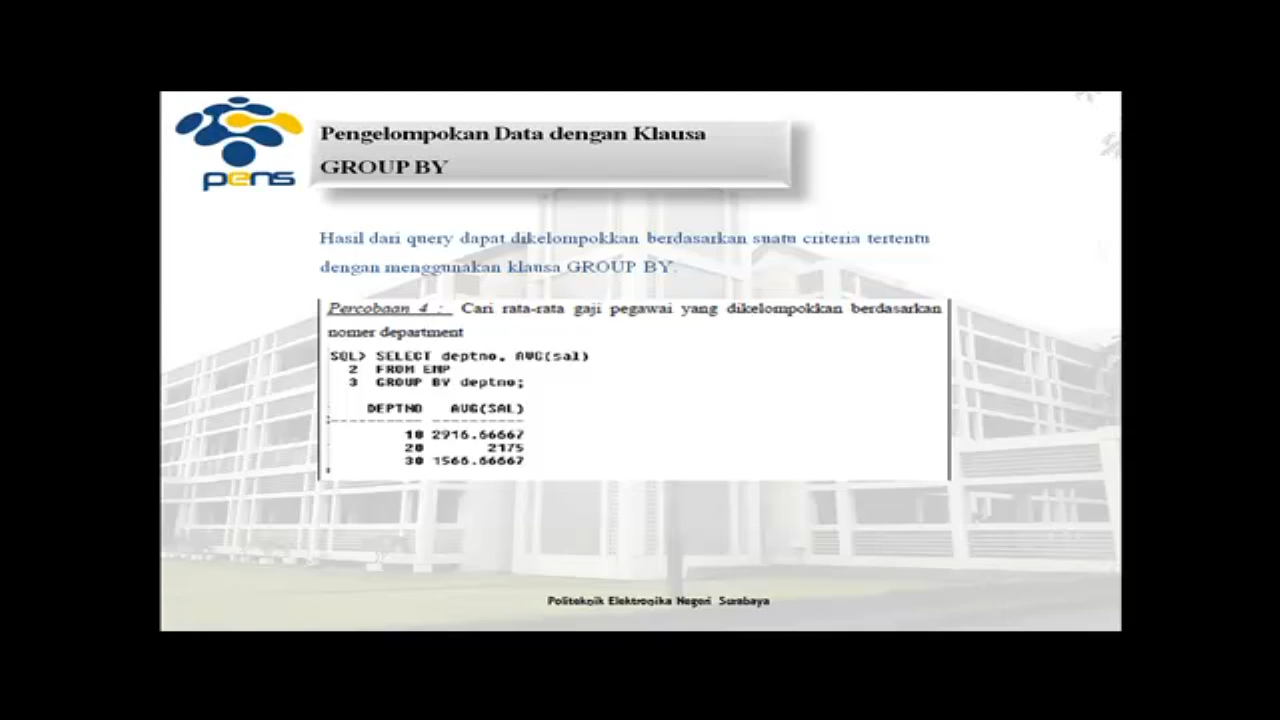 pens
Pengelompokan Data dengan Klausa
GROUP BY
Hasil dari query dapat dikelompokkan berdasarkan suatu criteria tertentu
dengan menggunakan klausa GROUP BY.
Percobaan 4 : Cari rata-rata gaji pegawai yang dikelompokkan berdasarkan
nomer department
SQL> SELECT deptno, AVG(sal)
2 FROM EMP
3 GROUP BY deptno;
DEPTNO AVG(SAL)
---------- ----------
10 2916.66667
20 2175
30 1566.66667
Politeknik Elektronika Negeri Surabaya